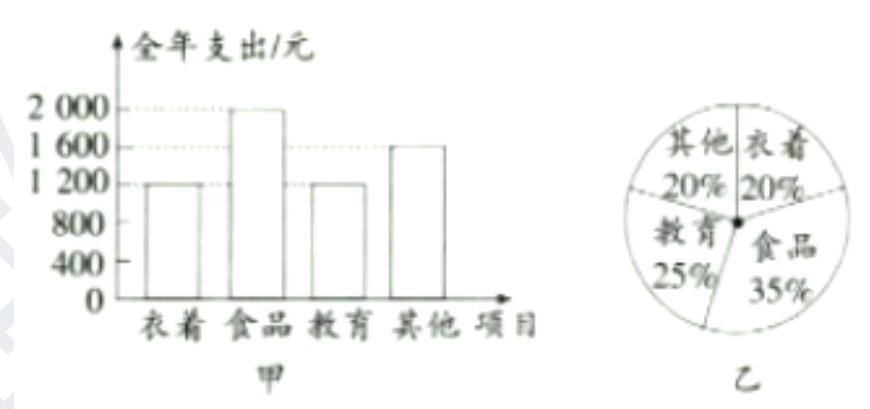 全年支出/元
2 000
1 600
1 200
800
400
0
衣着 食品 教育 其他 项目
甲
其他 衣着
20% 20%
教育 食品
25% 35%
乙